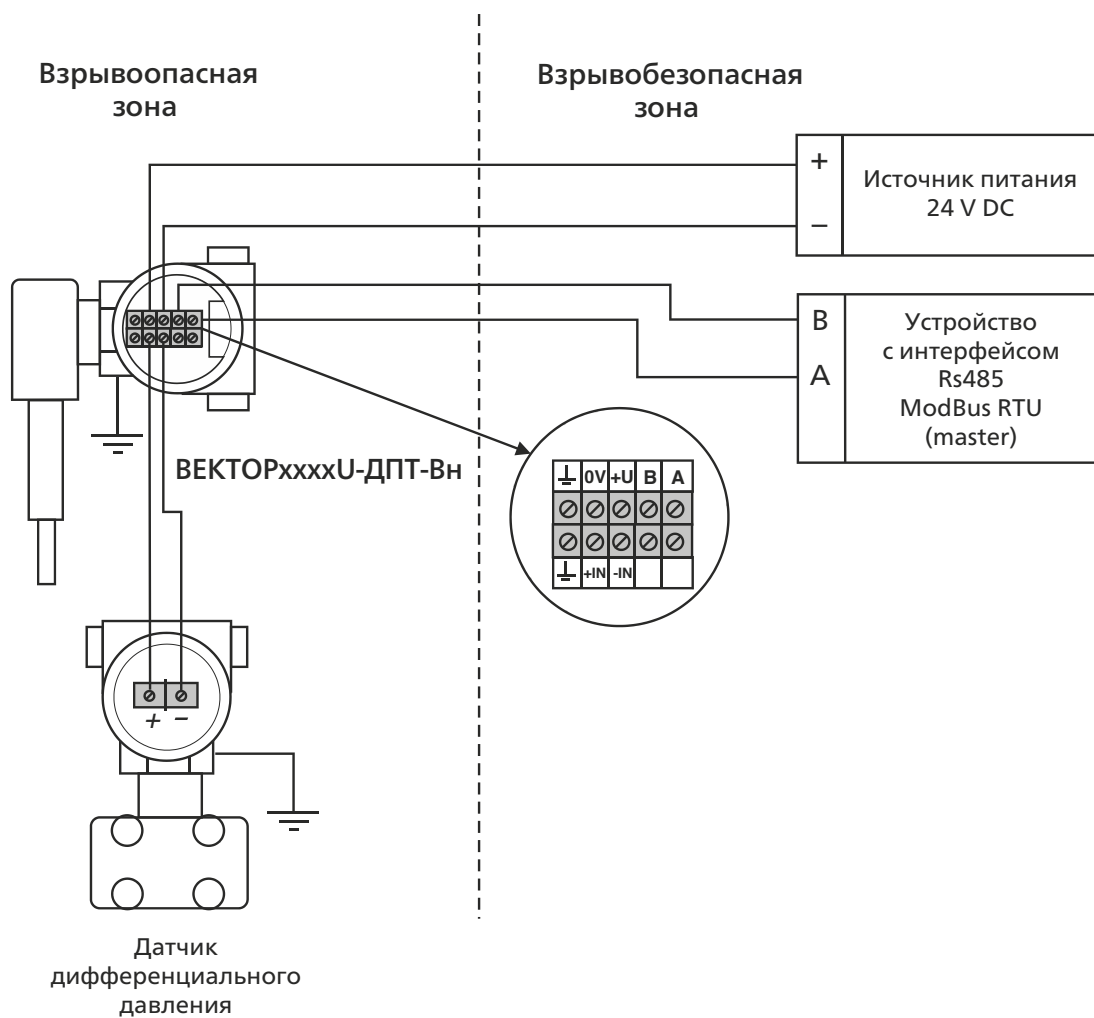 Взрывоопасная
зона
Взрывобезопасная
зона
+
−
Источник питания
24 V DC
B
A
Устройство
с интерфейсом
Rs485
ModBus RTU
(master)
ВЕКТОРxxxxU-ДПТ-Вн
0V +U B A
+IN -IN
+ −
Датчик
дифференциального
давления